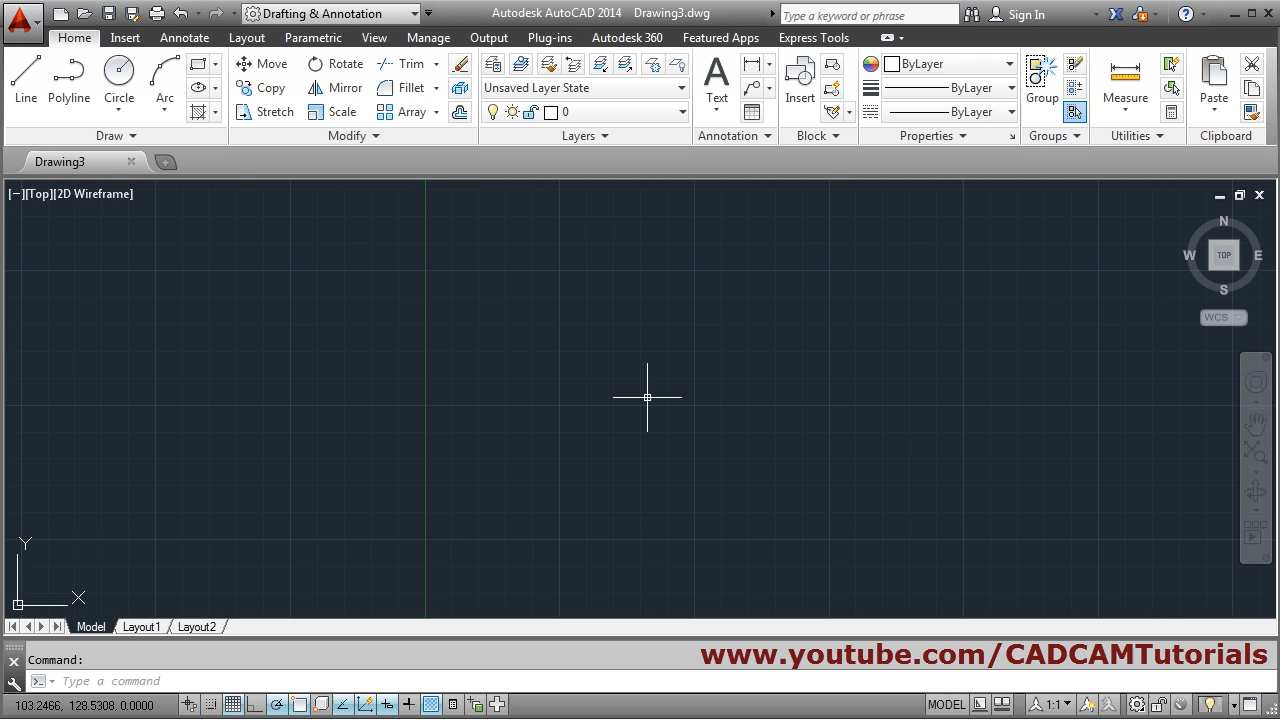 Drafting & Annotation
Autodesk AutoCAD 2014 Drawing3.dwg
Type a keyword or phrase
Sign In
Home Insert Annotate Layout Parametric View Manage Output Plug-ins Autodesk 360 Featured Apps Express Tools
Line Polyline Circle Arc
Draw
Move Rotate Trim
Copy Mirror Fillet
Stretch Scale Array
Modify
Unsaved Layer State
0
Layers
Text
Annotation
Insert
Block
ByLayer
ByLayer
ByLayer
Properties
Group
Groups
Measure
Utilities
Paste
Clipboard
Drawing3
[−][Top][2D Wireframe]
N
W TOP E
S
WCS
Y
X
Model Layout1 Layout2
Command:
www.youtube.com/CADCAMTutorials
Type a command
103.2466, 128.5308, 0.0000
MODEL
1:1